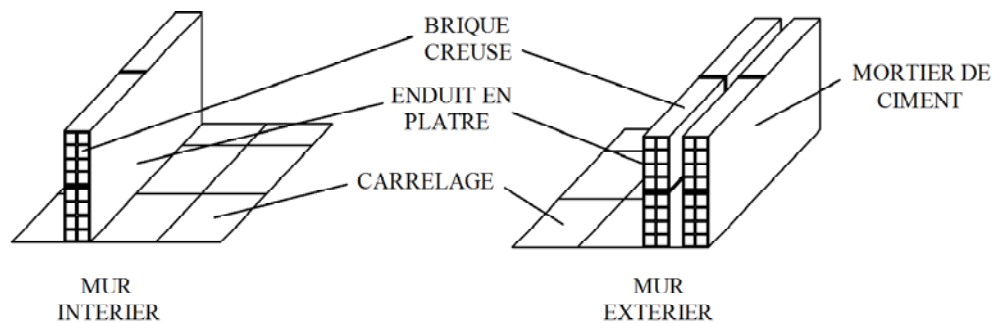 BRIQUE
CREUSE
MORTIER DE
CIMENT
ENDUIT EN
PLATRE
CARRELAGE
MUR
INTERIER
MUR
EXTERIER